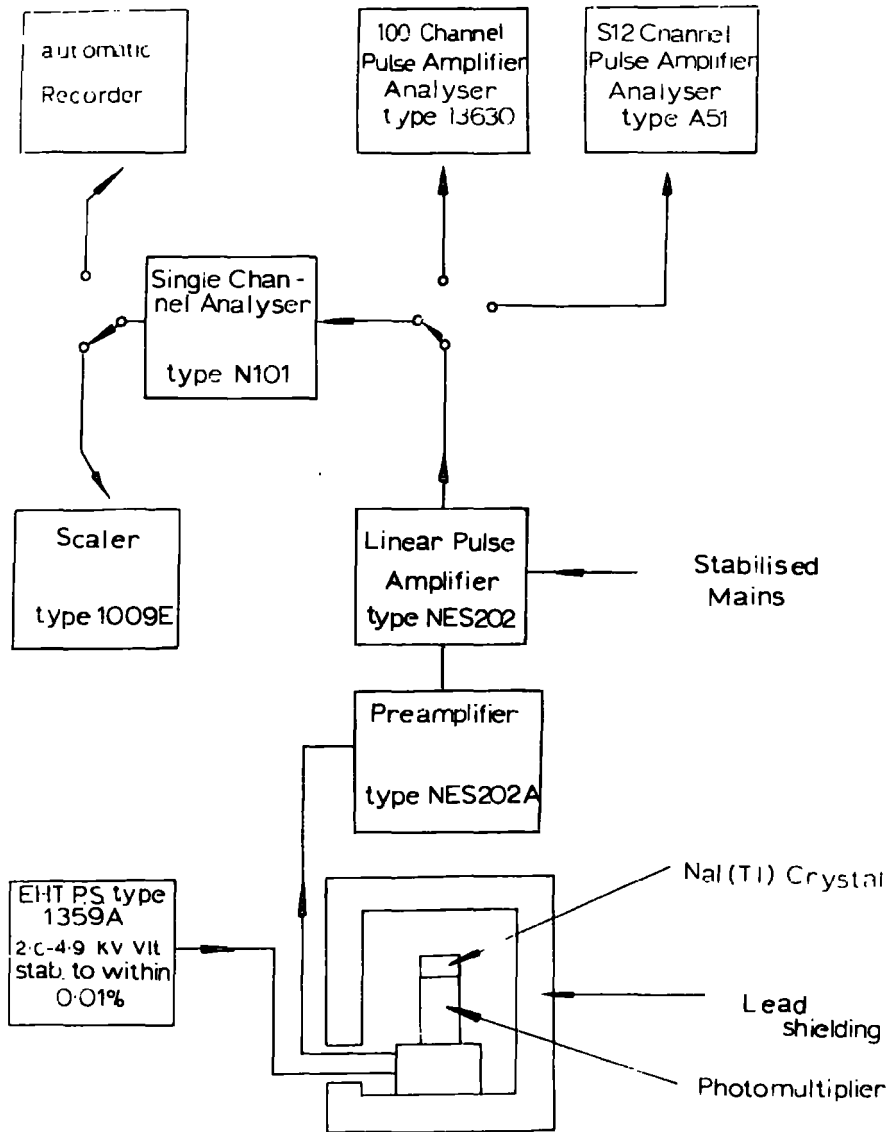 automatic
Recorder
100 Channel
Pulse Amplifier
Analyser
type 13630
S12 Channel
Pulse Amplifier
Analyser
type A51
Single Chan-
nel Analyser
type N101
Scaler
type 1009E
Linear Pulse
Amplifier
type NES202
Stabilised
Mains
Preamplifier
type NES202A
NaI(Tl) Crystal
EHT P.S. type
1359A
2·0-4·9 KV Vlt
stab. to within
0·01%
Lead
shielding
Photomultiplier